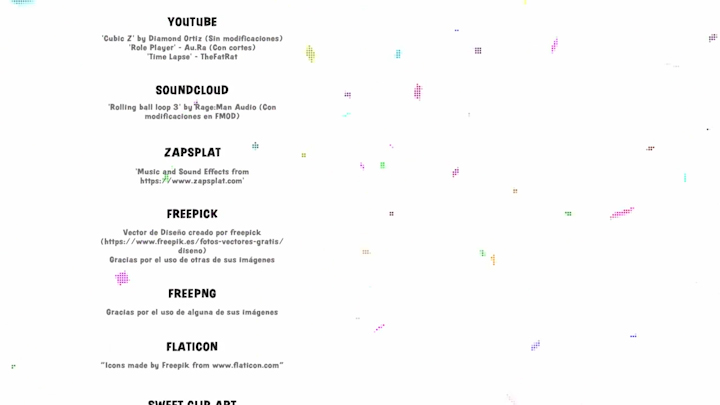 YOUTUBE
'Cubic Z' by Diamond Ortiz (Sin modificaciones)
'Role Player' - Au.Ra (Con cortes)
'Time Lapse' - TheFatRat
SOUNDCLOUD
'Rolling ball loop 3' by Rage:Man Audio (Con
modificaciones en FMOD)
ZAPSPLAT
'Music and Sound Effects from
https://www.zapsplat.com'
FREEPICK
Vector de Diseño creado por freepick
(https://www.freepik.es/fotos-vectores-gratis/
diseno)
Gracias por el uso de otras de sus imágenes
FREEPNG
Gracias por el uso de alguna de sus imágenes
FLATICON
"Icons made by Freepik from www.flaticon.com"
SWEET CLIP ART